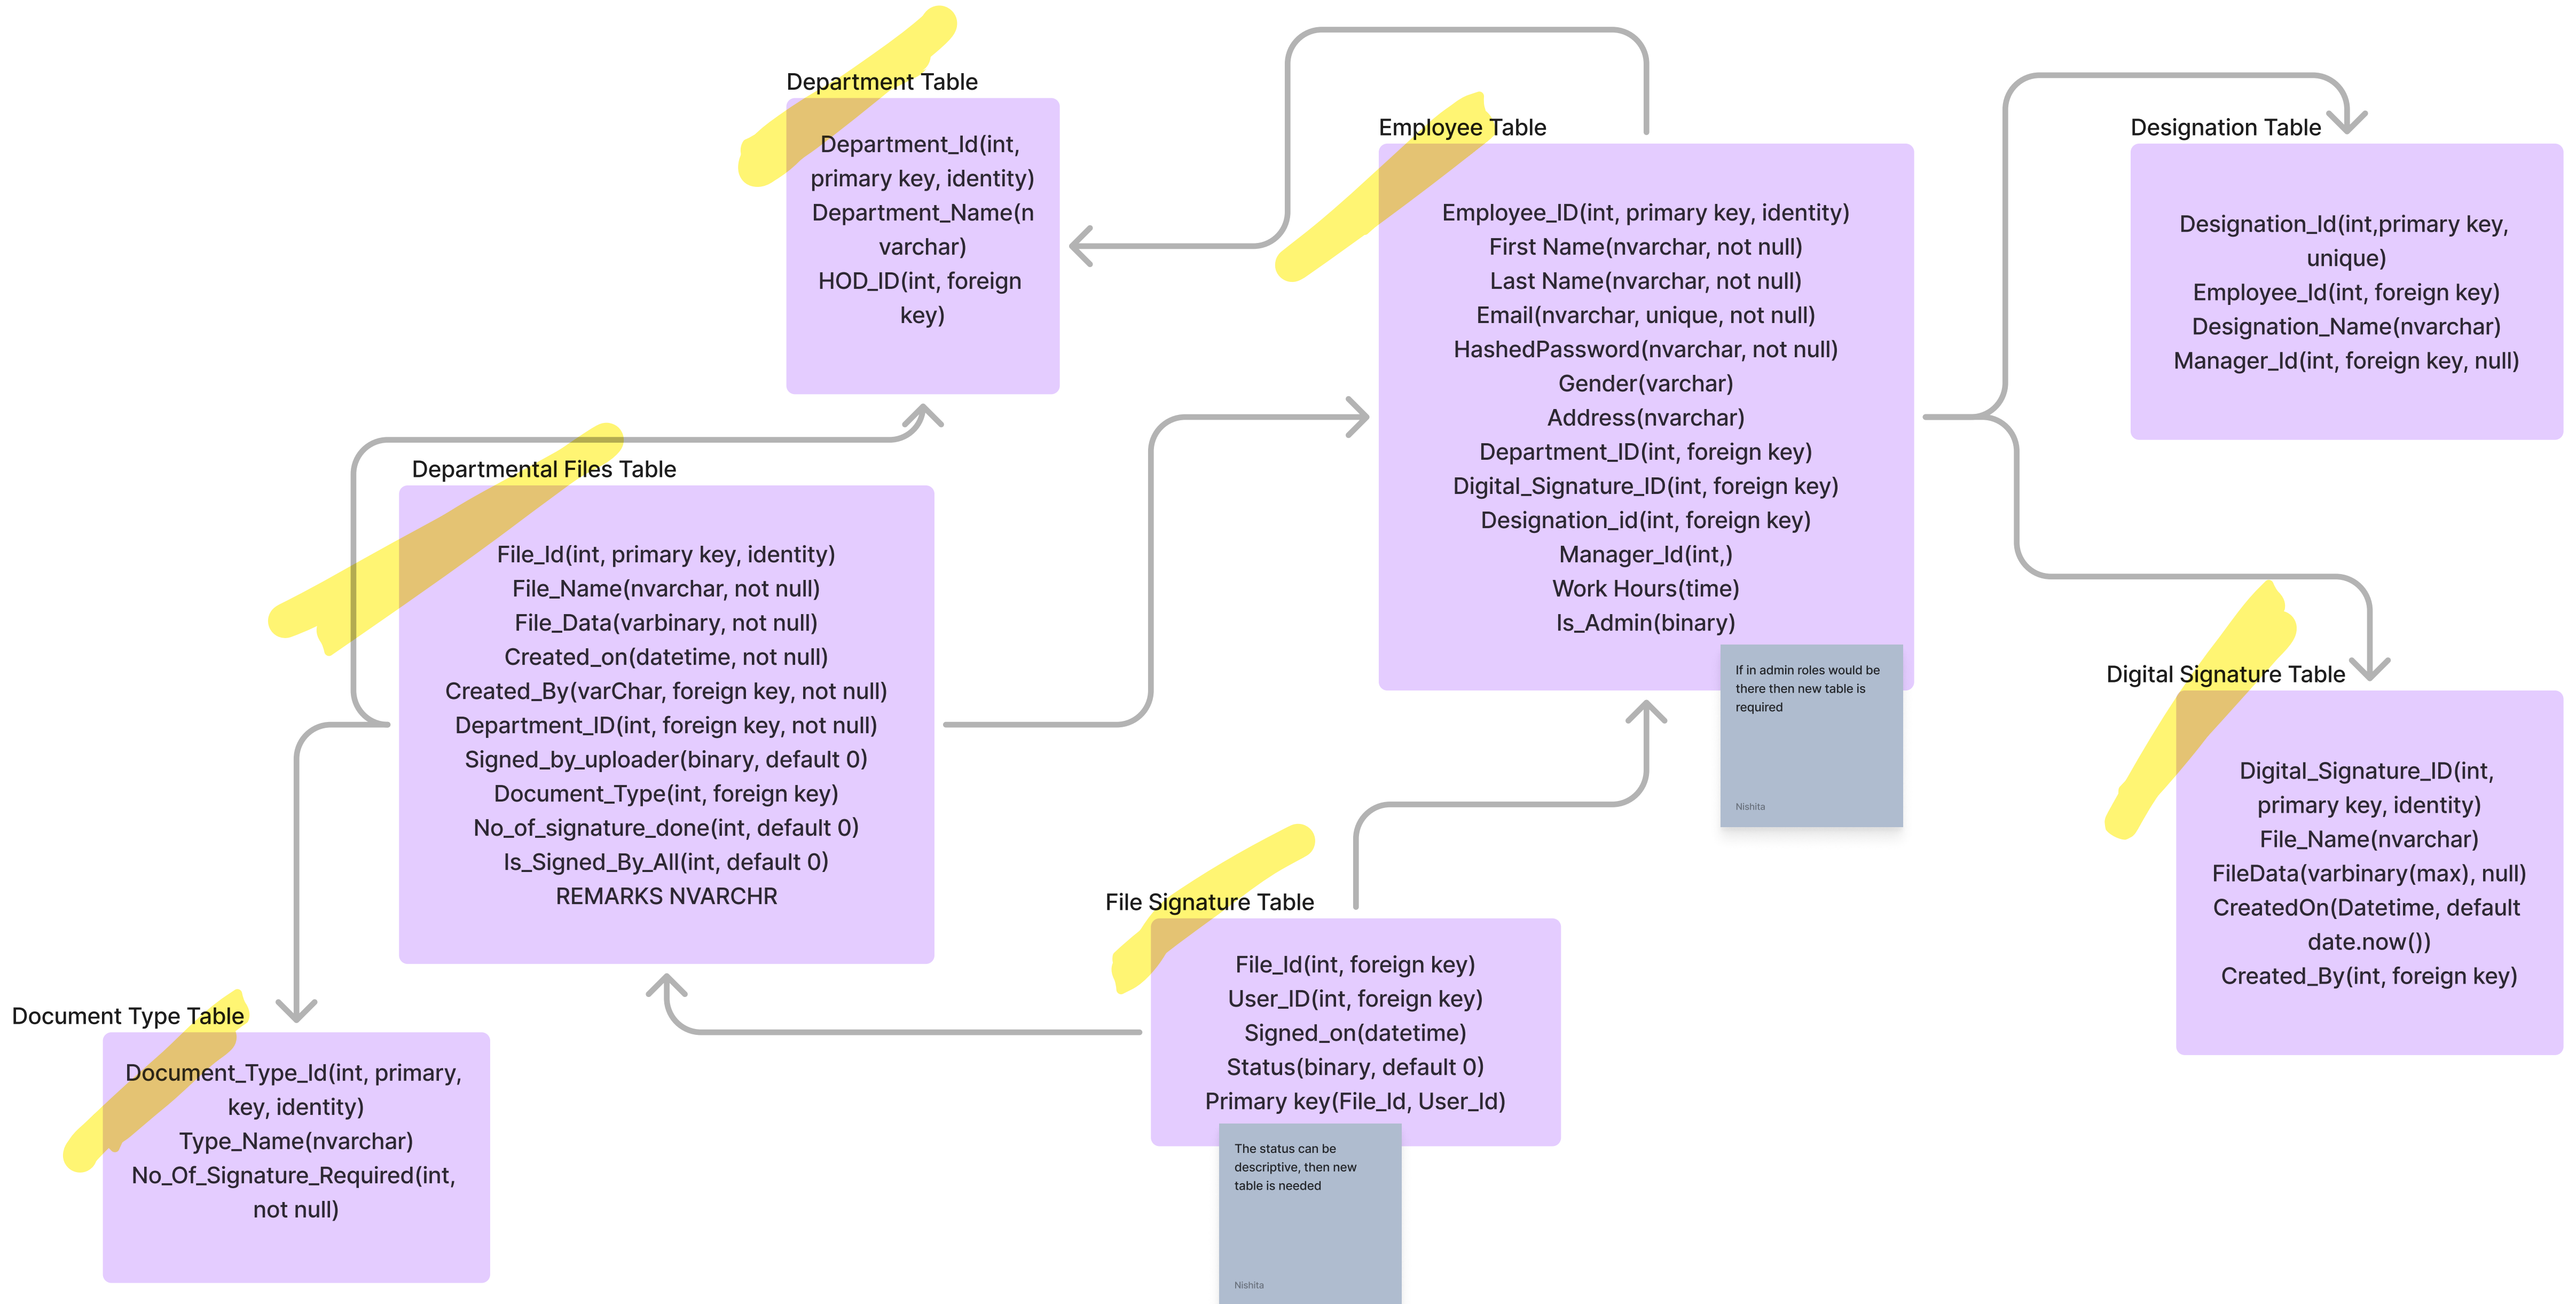 Department Table
Department_Id(int,
primary key, identity)
Department_Name(n
varchar)
HOD_ID(int, foreign
key)
Employee Table
Employee_ID(int, primary key, identity)
First Name(nvarchar, not null)
Last Name(nvarchar, not null)
Email(nvarchar, unique, not null)
HashedPassword(nvarchar, not null)
Gender(varchar)
Address(nvarchar)
Department_ID(int, foreign key)
Digital_Signature_ID(int, foreign key)
Designation_id(int, foreign key)
Manager_Id(int,)
Work Hours(time)
Is_Admin(binary)
If in admin roles would be
there then new table is
required
Nishita
Designation Table
Designation_Id(int,primary key,
unique)
Employee_Id(int, foreign key)
Designation_Name(nvarchar)
Manager_Id(int, foreign key, null)
Departmental Files Table
File_Id(int, primary key, identity)
File_Name(nvarchar, not null)
File_Data(varbinary, not null)
Created_on(datetime, not null)
Created_By(varChar, foreign key, not null)
Department_ID(int, foreign key, not null)
Signed_by_uploader(binary, default 0)
Document_Type(int, foreign key)
No_of_signature_done(int, default 0)
Is_Signed_By_All(int, default 0)
REMARKS NVARCHR
Digital Signature Table
Digital_Signature_ID(int,
primary key, identity)
File_Name(nvarchar)
FileData(varbinary(max), null)
CreatedOn(Datetime, default
date.now())
Created_By(int, foreign key)
File Signature Table
File_Id(int, foreign key)
User_ID(int, foreign key)
Signed_on(datetime)
Status(binary, default 0)
Primary key(File_Id, User_Id)
The status can be
descriptive, then new
table is needed
Nishita
Document Type Table
Document_Type_Id(int, primary,
key, identity)
Type_Name(nvarchar)
No_Of_Signature_Required(int,
not null)